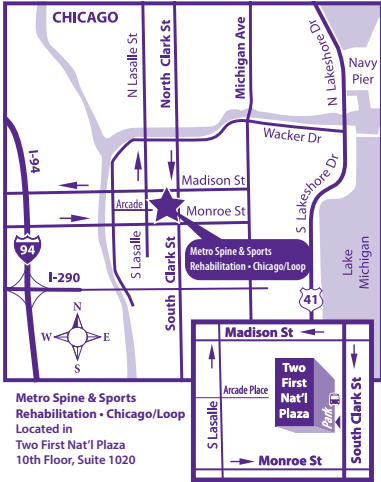 CHICAGO
N Lasalle St
North Clark St
Michigan Ave
N Lakeshore Dr
Navy
Pier
I-94
Wacker Dr
Madison St
Arcade
Monroe St
S Lakeshore Dr
94
S Lasalle
South Clark St
Metro Spine & Sports
Rehabilitation • Chicago/Loop
Lake
Michigan
I-290
41
N
W
E
S
Metro Spine & Sports
Rehabilitation • Chicago/Loop
Located in
Two First Nat'l Plaza
10th Floor, Suite 1020
Madison St
S Lasalle
Arcade Place
Two
First
Nat'l
Plaza
Park
South Clark St
Monroe St